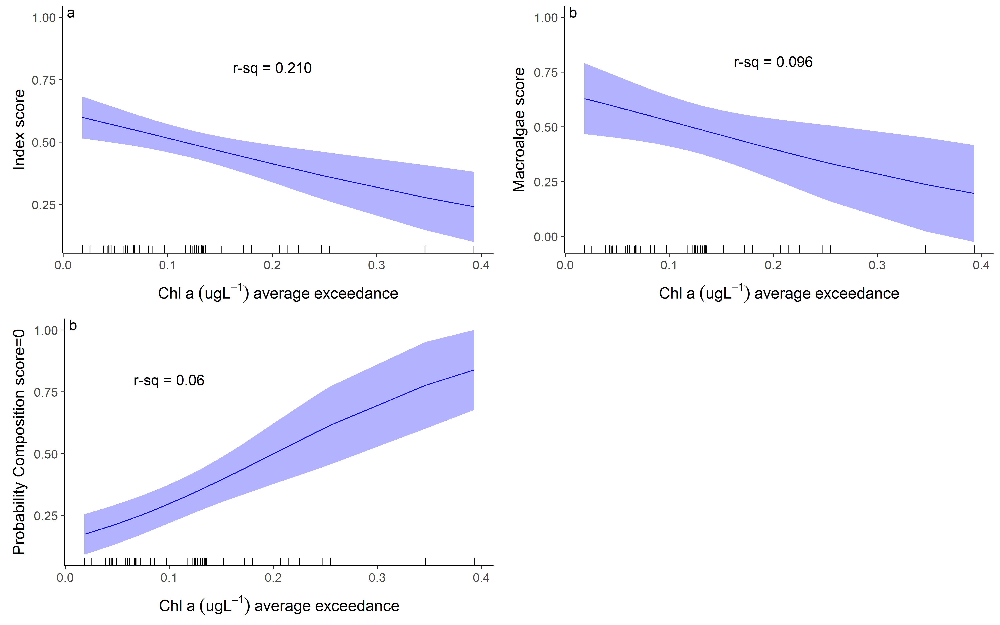 a
r-sq = 0.210
Index score
1.00
0.75
0.50
0.25
0.0 0.1 0.2 0.3 0.4
Chl a (ugL⁻¹) average exceedance
b
r-sq = 0.096
Macroalgae score
1.00
0.75
0.50
0.25
0.00
0.0 0.1 0.2 0.3 0.4
Chl a (ugL⁻¹) average exceedance
b
r-sq = 0.06
Probability Composition score=0
1.00
0.75
0.50
0.25
0.0 0.1 0.2 0.3 0.4
Chl a (ugL⁻¹) average exceedance